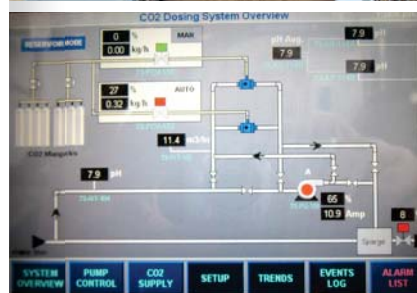 CO2 Dosing System Overview
RESERVOIR MODE
0 % MAN
0.00 kg/h
27 % AUTO
0.32 kg/h
CO2 Manpacks
pH Avg.
7.9
7.9 pH
7.9 pH
11.4 m3/hr
7.9 pH
A
65 %
10.9 Amp
8
Sparge
SYSTEM OVERVIEW
PUMP CONTROL
CO2 SUPPLY
SETUP
TRENDS
EVENTS LOG
ALARM LIST